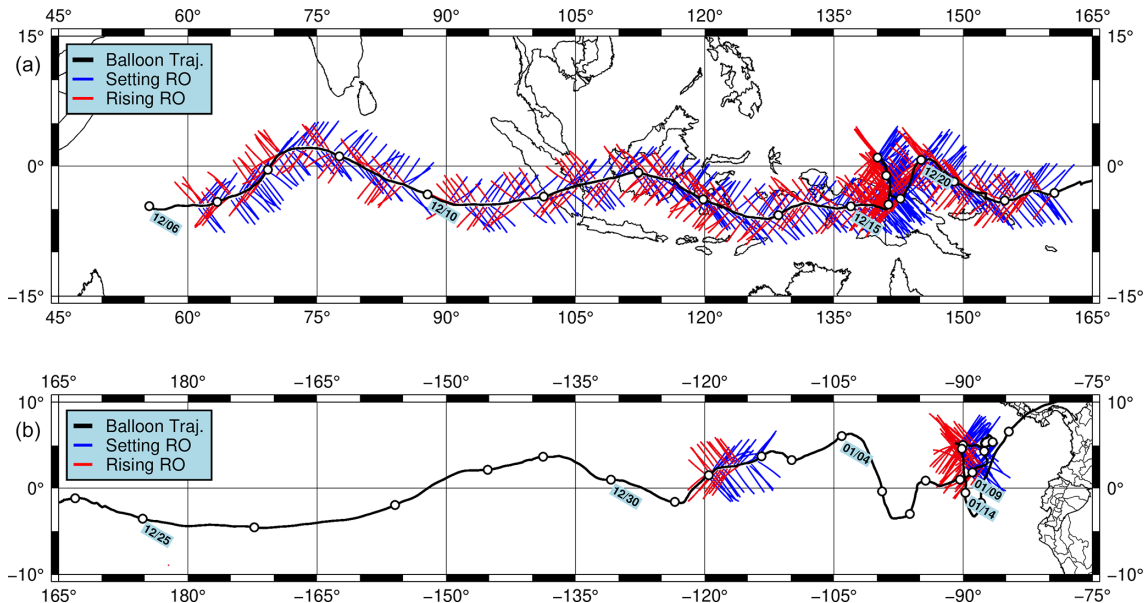 45° 60° 75° 90° 105° 120° 135° 150° 165°
15° 15°
(a)
Balloon Traj.
Setting RO
Rising RO
0° 0°
12/06
12/10
12/15
12/20
−15° −15°
45° 60° 75° 90° 105° 120° 135° 150° 165°
165° 180° −165° −150° −135° −120° −105° −90° −75°
10° 10°
(b)
Balloon Traj.
Setting RO
Rising RO
0° 0°
12/25
12/30
01/04
01/09
01/14
−10° −10°
165° 180° −165° −150° −135° −120° −105° −90° −75°